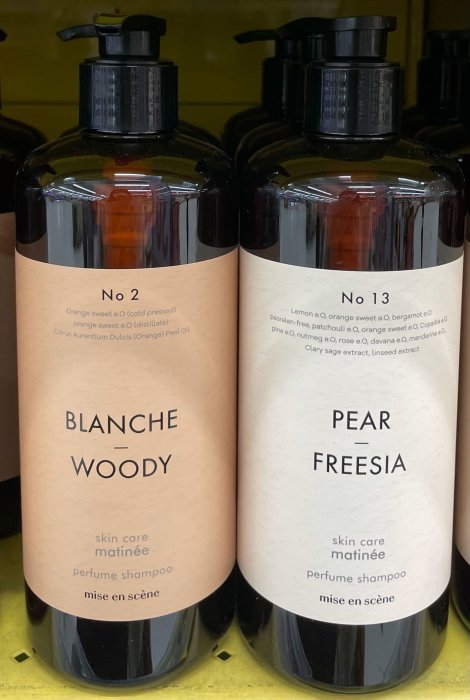 No 2
Orange sweet e.O (cold pressed)
orange sweet e.O (distillate)
Citrus Aurantium Dulcis (Orange) Peel Oil
BLANCHE
WOODY
skin care
matinée
perfume shampoo
mise en scène
No 13
Lemon e.O, orange sweet e.O, bergamot e.O
psoralen-free, patchouli e.O, orange sweet e.O, Copaiba e.O,
pine e.O, nutmeg e.O, rose e.O, davana e.O, mandarine e.O,
Clary sage extract, linseed extract
PEAR
FREESIA
skin care
matinée
perfume shampoo
mise en scène